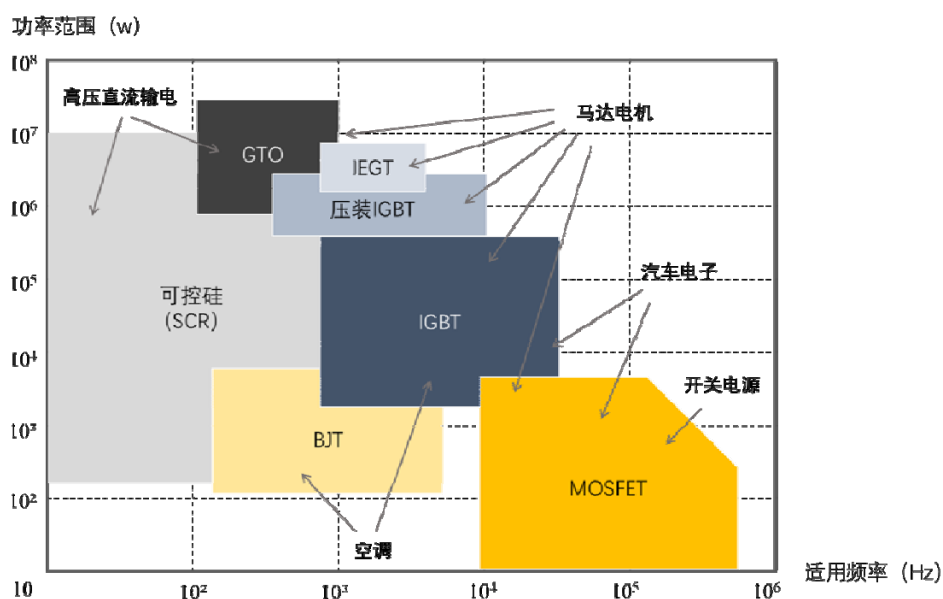 功率范围（w）
10⁸
高压直流输电
马达电机
10⁷
GTO
IEGT
10⁶
压装IGBT
汽车电子
10⁵
可控硅
(SCR)
IGBT
10⁴
开关电源
10³
BJT
MOSFET
10²
空调
10
10²
10³
10⁴
10⁵
10⁶
适用频率（Hz）